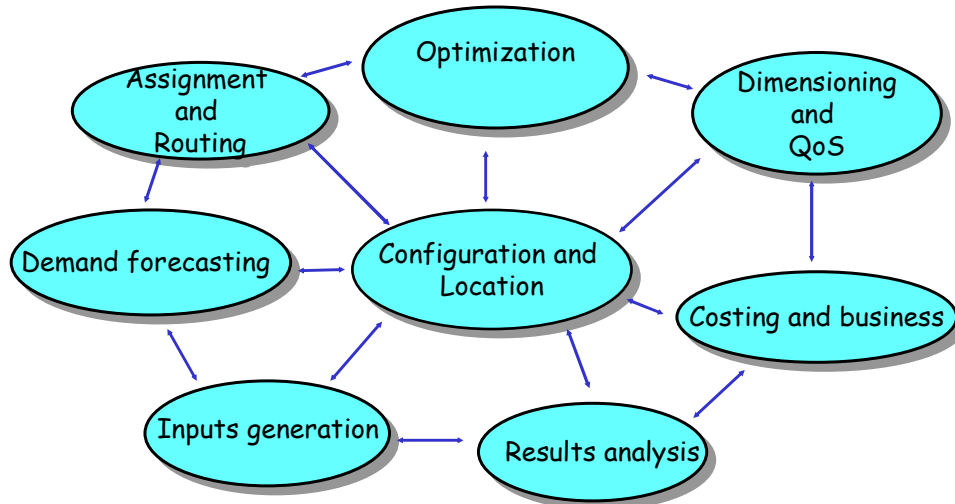 Optimization
Assignment
and
Routing
Dimensioning
and
QoS
Demand forecasting
Configuration and
Location
Costing and business
Inputs generation
Results analysis